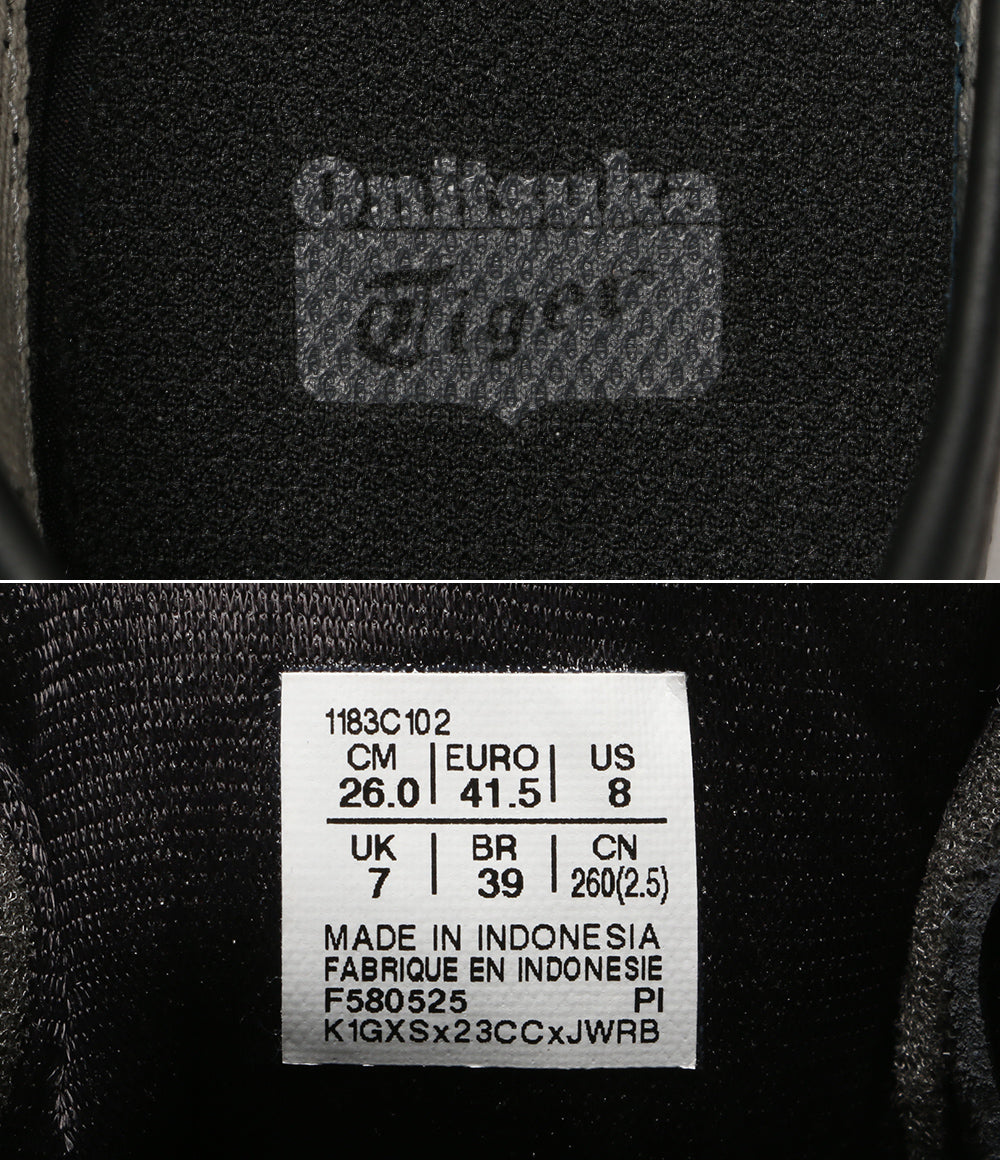 Onitsuka
Tiger
1183C102
CM EURO US
26.0 41.5 8
UK BR CN
7 39 260(2.5)
MADE IN INDONESIA
FABRIQUE EN INDONESIE
F580525 PI
K1GXSx23CCxJWRB